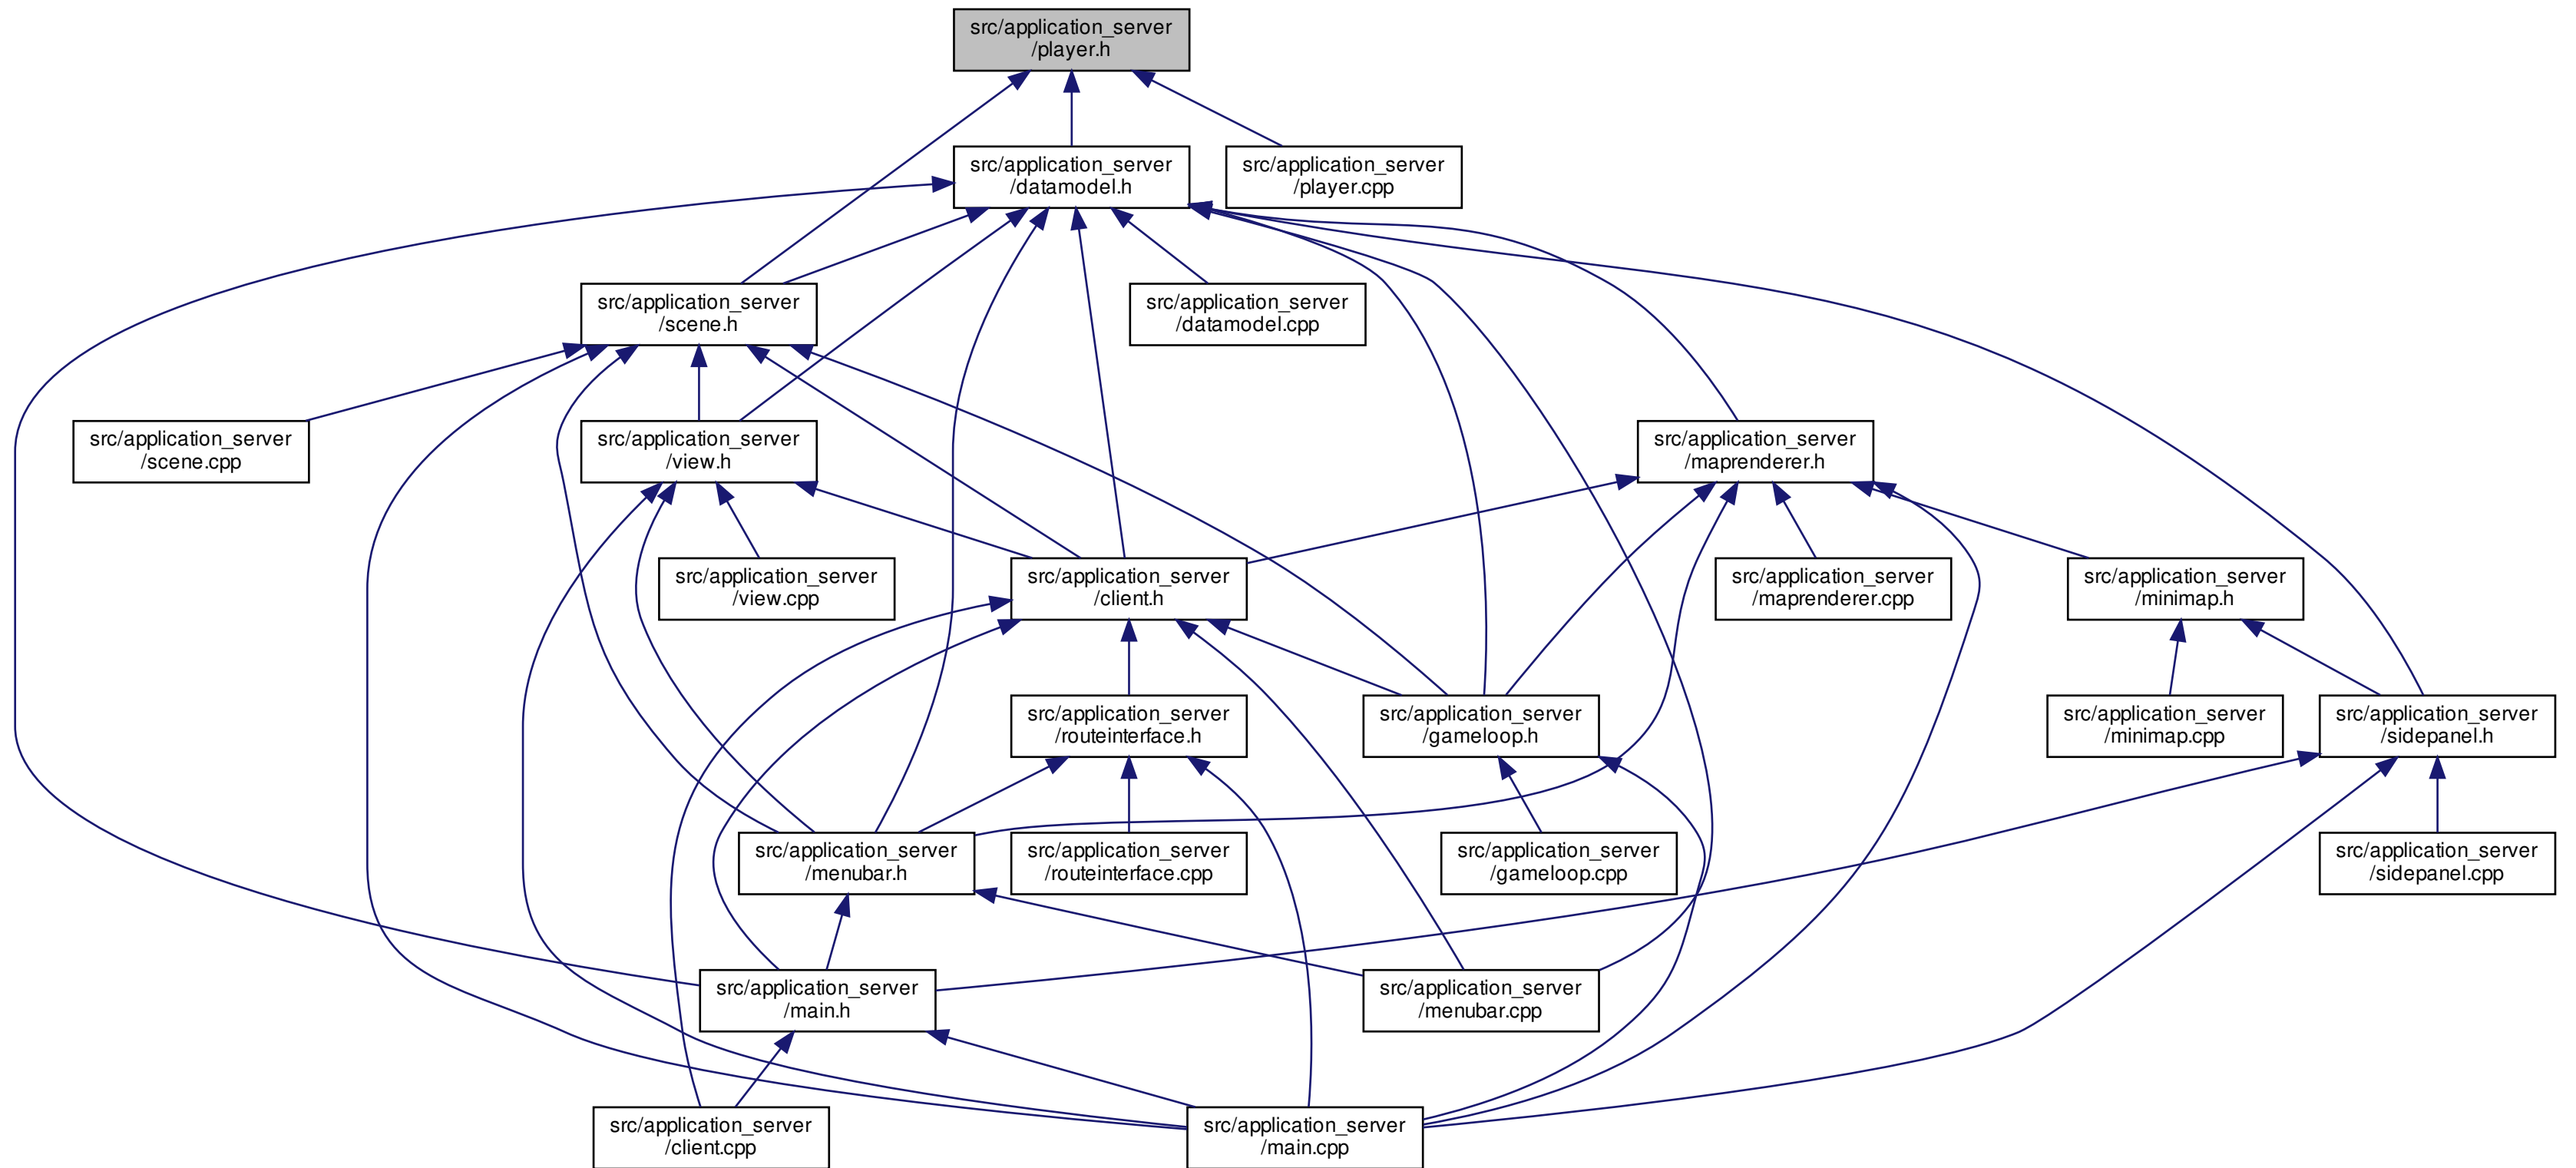 src/application_server
/player.h
src/application_server
/datamodel.h
src/application_server
/player.cpp
src/application_server
/scene.h
src/application_server
/datamodel.cpp
src/application_server
/scene.cpp
src/application_server
/view.h
src/application_server
/maprenderer.h
src/application_server
/view.cpp
src/application_server
/client.h
src/application_server
/maprenderer.cpp
src/application_server
/minimap.h
src/application_server
/routeinterface.h
src/application_server
/gameloop.h
src/application_server
/minimap.cpp
src/application_server
/sidepanel.h
src/application_server
/menubar.h
src/application_server
/routeinterface.cpp
src/application_server
/gameloop.cpp
src/application_server
/sidepanel.cpp
src/application_server
/main.h
src/application_server
/menubar.cpp
src/application_server
/client.cpp
src/application_server
/main.cpp